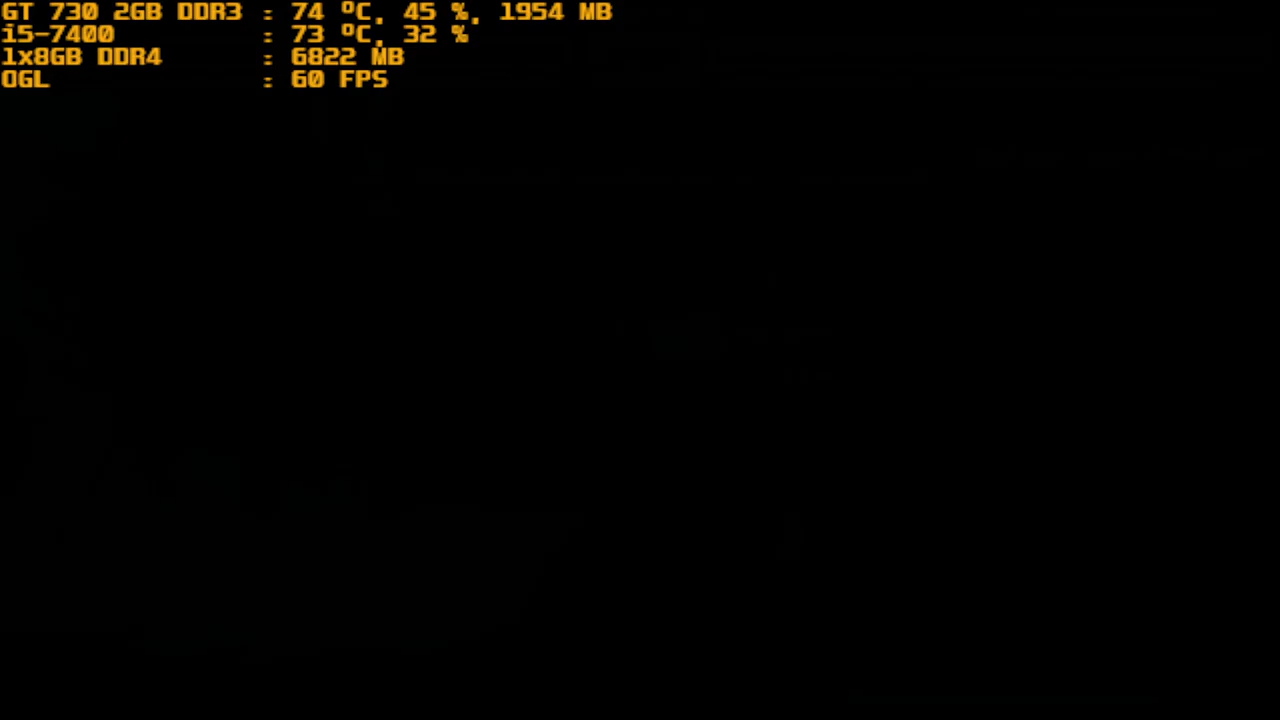 GT 730 2GB DDR3 : 74 ºC, 45 %, 1954 MB
i5-7400 : 73 ºC, 32 %
1x8GB DDR4 : 6822 MB
OGL : 60 FPS